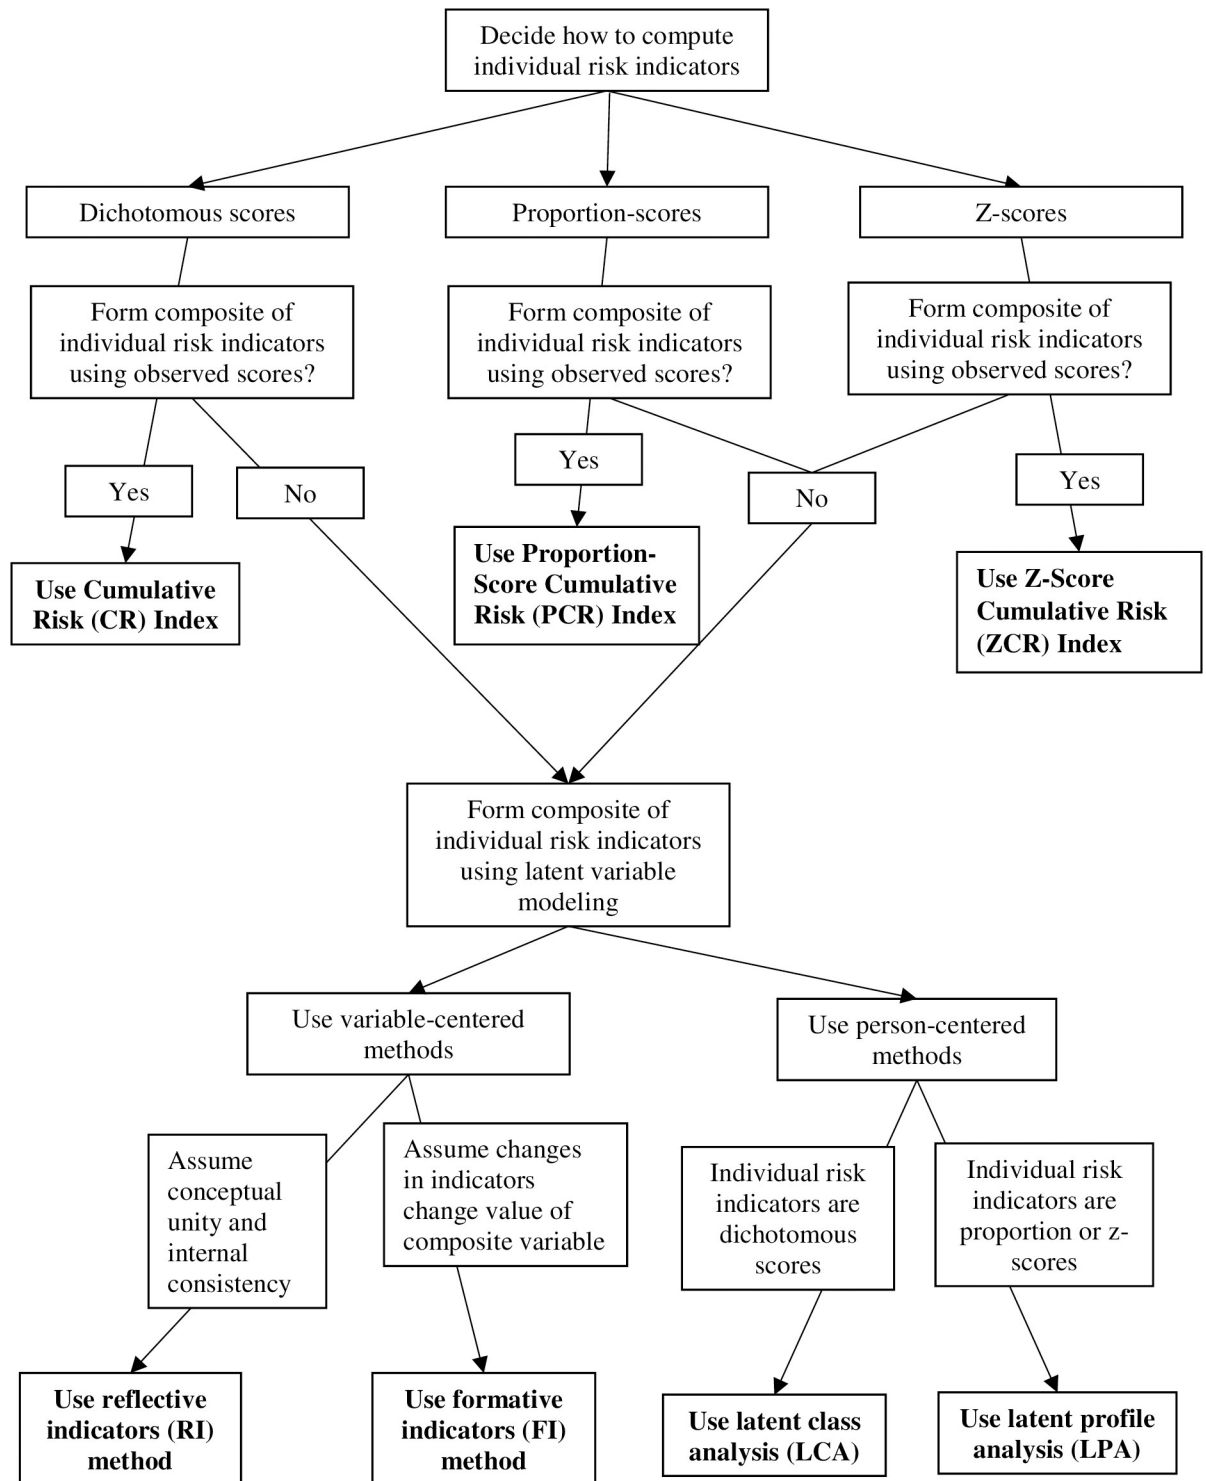 Decide how to compute
individual risk indicators
Dichotomous scores
Proportion-scores
Z-scores
Form composite of
individual risk indicators
using observed scores?
Form composite of
individual risk indicators
using observed scores?
Form composite of
individual risk indicators
using observed scores?
Yes
No
Yes
No
Yes
Use Cumulative
Risk (CR) Index
Use Proportion-
Score Cumulative
Risk (PCR) Index
Use Z-Score
Cumulative Risk
(ZCR) Index
Form composite of
individual risk indicators
using latent variable
modeling
Use variable-centered
methods
Use person-centered
methods
Assume
conceptual
unity and
internal
consistency
Assume changes
in indicators
change value of
composite variable
Individual risk
indicators are
dichotomous
scores
Individual risk
indicators are
proportion or z-
scores
Use reflective
indicators (RI)
method
Use formative
indicators (FI)
method
Use latent class
analysis (LCA)
Use latent profile
analysis (LPA)